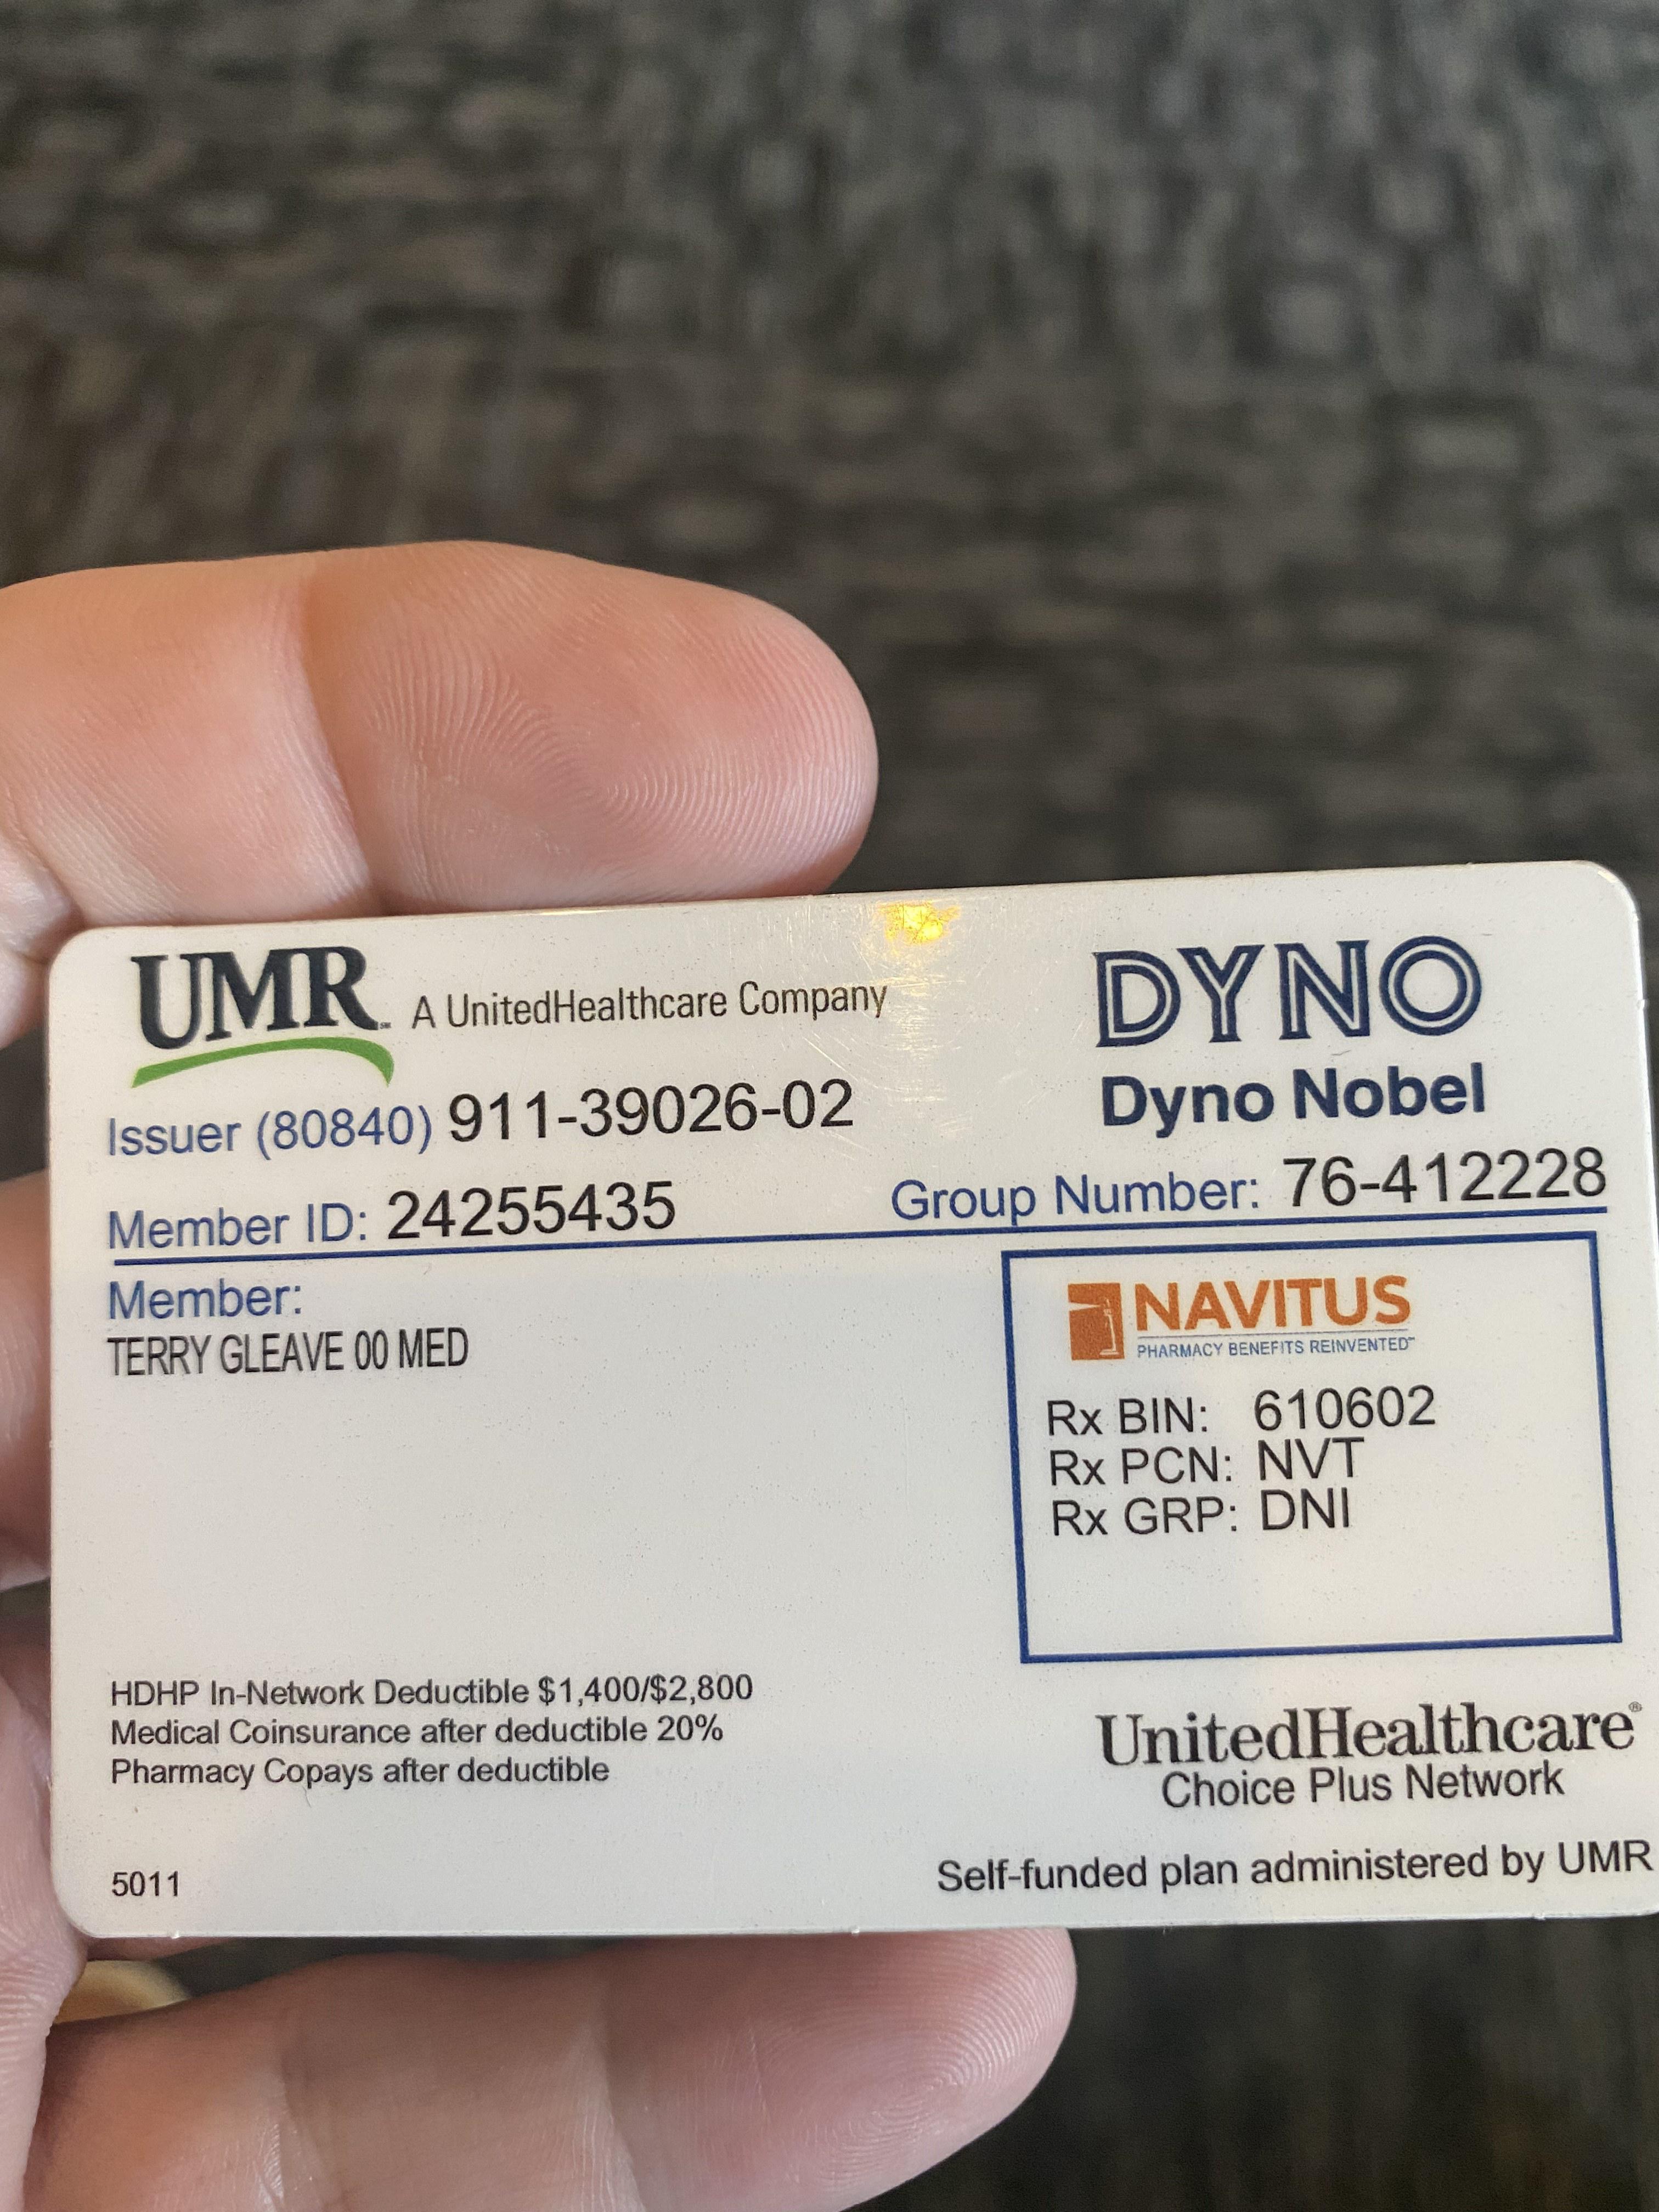 UMR A UnitedHealthcare Company
DYNO
Dyno Nobel
Issuer (80840) 911-39026-02
Member ID: 24255435
Group Number: 76-412228
Member:
TERRY GLEAVE 00 MED
NAVITUS
PHARMACY BENEFITS REINVENTED™
Rx BIN: 610602
Rx PCN: NVT
Rx GRP: DNI
HDHP In-Network Deductible $1,400/$2,800
Medical Coinsurance after deductible 20%
Pharmacy Copays after deductible
UnitedHealthcare®
Choice Plus Network
5011
Self-funded plan administered by UMR